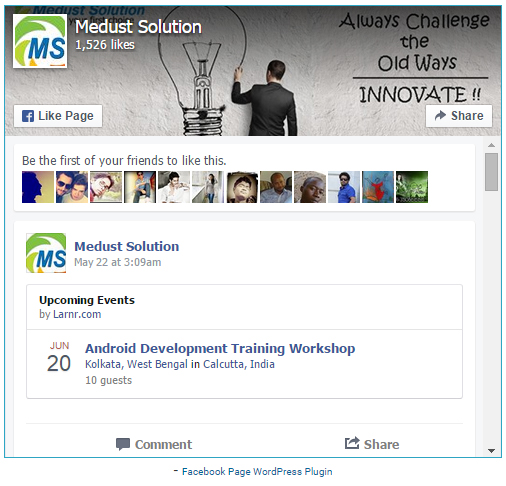 Medust Solution
1,526 likes
Always Challenge
the
Old Ways
INNOVATE !!
MS
Like Page
Share
Be the first of your friends to like this.
MS
Medust Solution
May 22 at 3:09am
Upcoming Events
by Larnr.com
JUN
20
Android Development Training Workshop
Kolkata, West Bengal in Calcutta, India
10 guests
Comment
Share
- Facebook Page WordPress Plugin